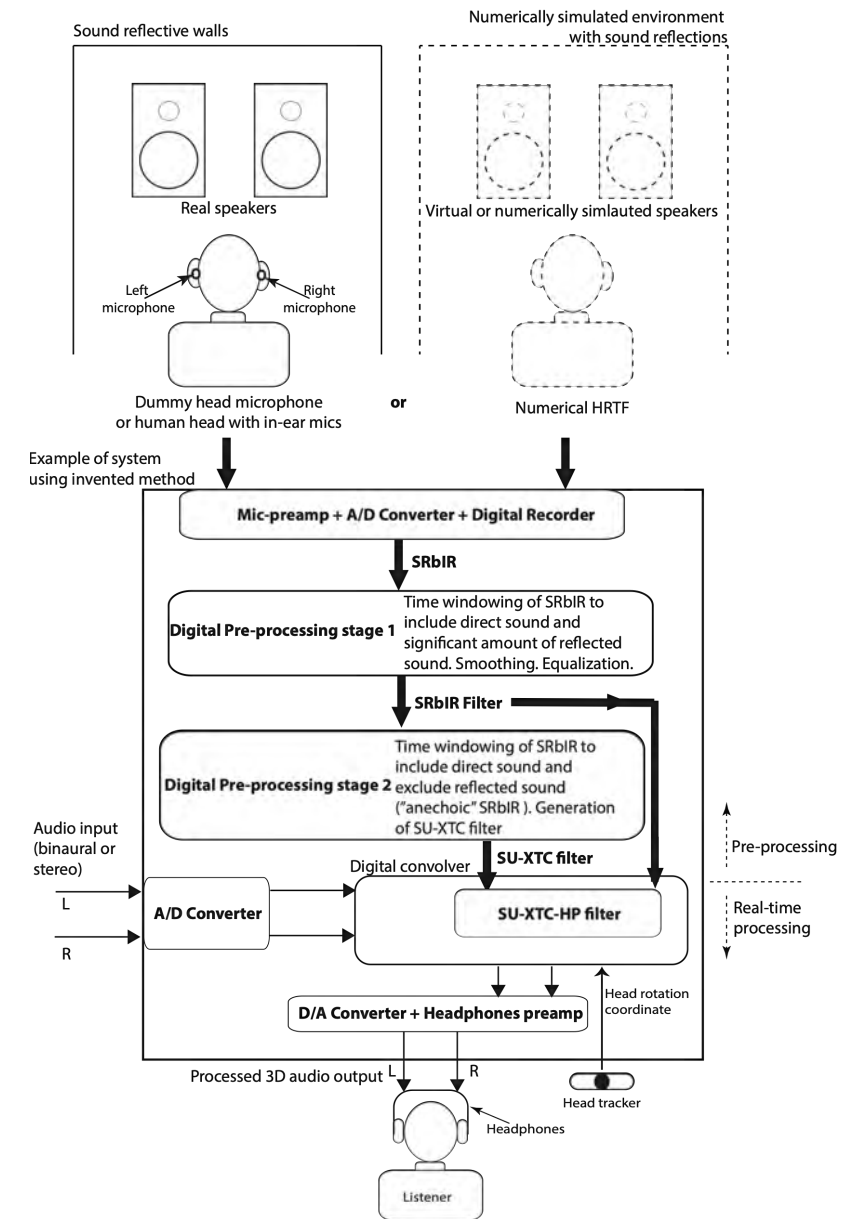 Sound reflective walls
Numerically simulated environment
with sound reflections
Real speakers
Virtual or numerically simlauted speakers
Left
microphone
Right
microphone
Dummy head microphone
or human head with in-ear mics
or
Numerical HRTF
Example of system
using invented method
Mic-preamp + A/D Converter + Digital Recorder
SRbIR
Digital Pre-processing stage 1
Time windowing of SRbIR to
include direct sound and
significant amount of reflected
sound. Smoothing. Equalization.
SRbIR Filter
Digital Pre-processing stage 2
Time windowing of SRbIR to
include direct sound and
exclude reflected sound
("anechoic" SRbIR ). Generation
of SU-XTC filter
SU-XTC filter
Audio input
(binaural or
stereo)
L
R
A/D Converter
Digital convolver
SU-XTC-HP filter
Pre-processing
Real-time
processing
Head rotation
coordinate
D/A Converter + Headphones preamp
Processed 3D audio output
L
R
Head tracker
Headphones
Listener